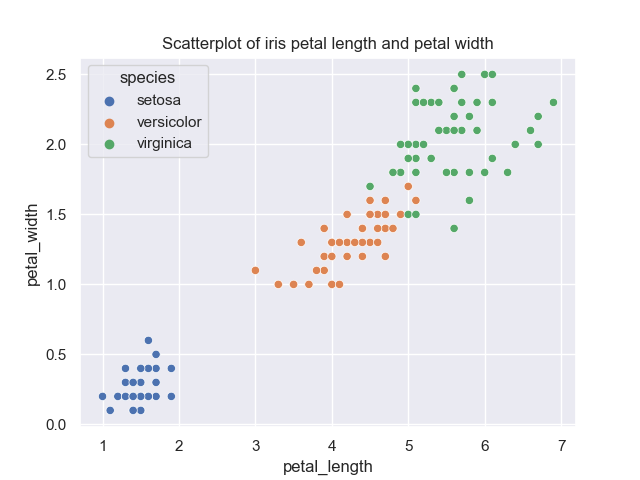 Scatterplot of iris petal length and petal width
species
setosa
versicolor
virginica
petal_width
2.5
2.0
1.5
1.0
0.5
0.0
1 2 3 4 5 6 7
petal_length